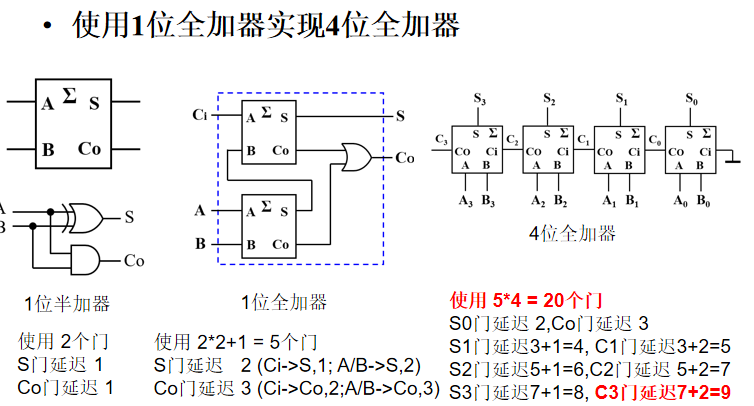 • 使用1位全加器实现4位全加器
A Σ S
B Co
A
B
S
Co
1位半加器
使用 2个门
S门延迟 1
Co门延迟 1
Ci
A Σ S
B Co
S
Co
A
B
A Σ S
B Co
1位全加器
使用 2*2+1 = 5个门
S门延迟 2 (Ci->S,1; A/B->S,2)
Co门延迟 3 (Ci->Co,2;A/B->Co,3)
S3 S2 S1 S0
S Σ S Σ S Σ S Σ
C3 Co Ci C2 Co Ci C1 Co Ci C0 Co Ci
A B A B A B A B
A3 B3 A2 B2 A1 B1 A0 B0
4位全加器
使用 5*4 = 20个门
S0门延迟 2,Co门延迟 3
S1门延迟3+1=4, C1门延迟3+2=5
S2门延迟5+1=6,C2门延迟 5+2=7
S3门延迟7+1=8, C3门延迟7+2=9